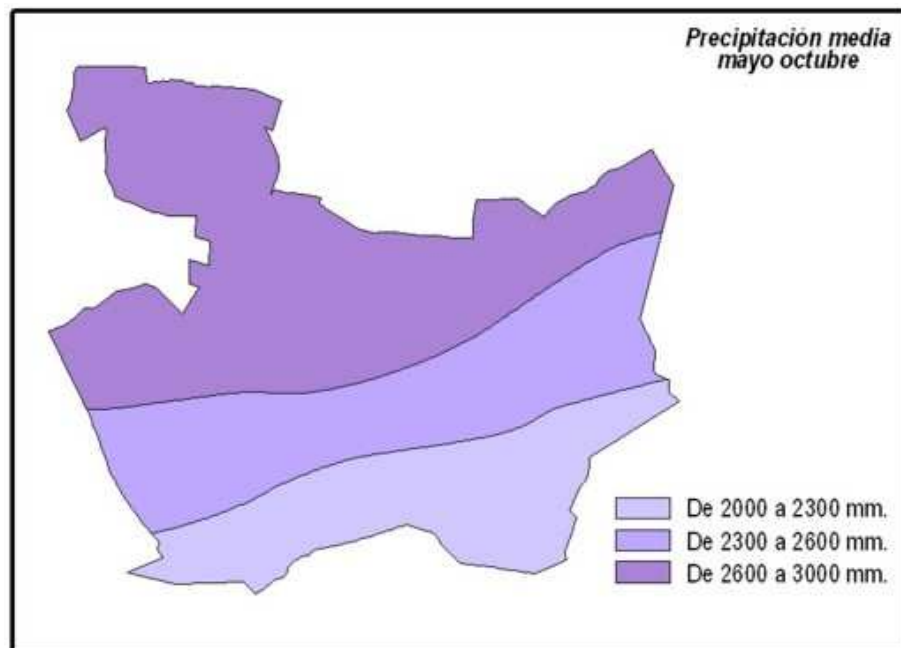 Precipitación media
mayo octubre
De 2000 a 2300 mm.
De 2300 a 2600 mm.
De 2600 a 3000 mm.